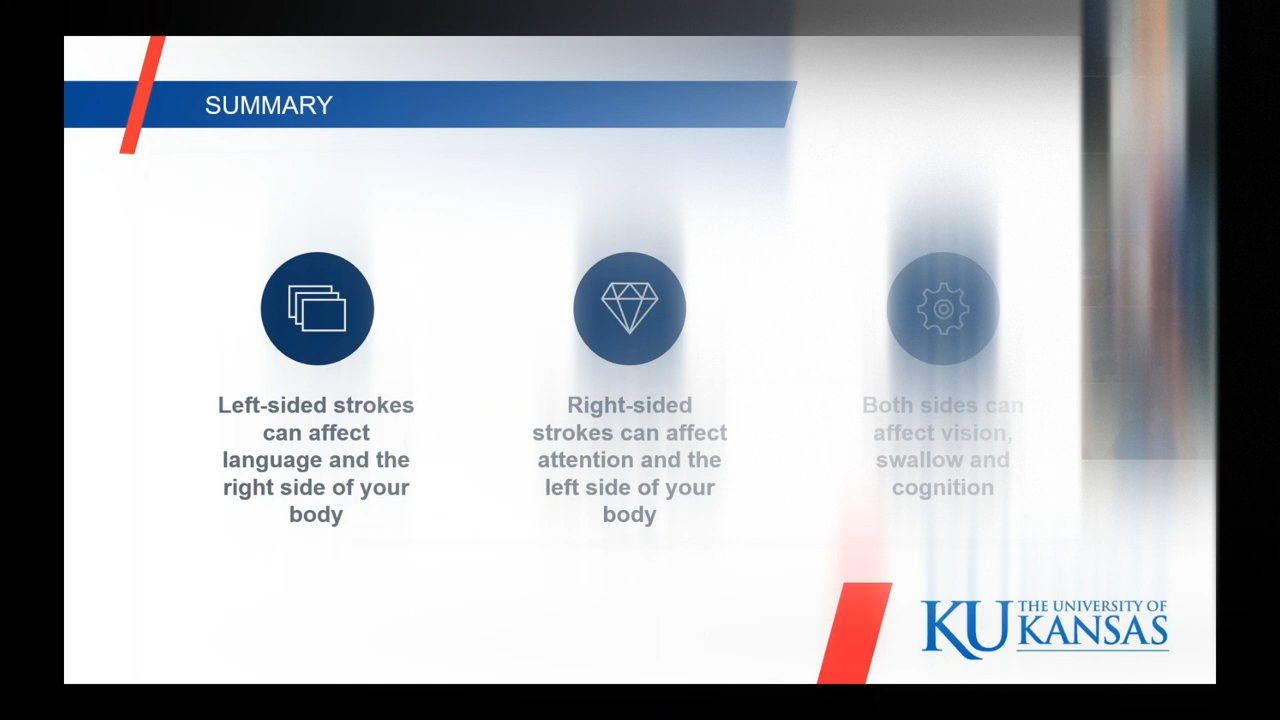 SUMMARY
Left-sided strokes
can affect
language and the
right side of your
body
Right-sided
strokes can affect
attention and the
left side of your
body
Both sides can
affect vision,
swallow and
cognition
KU THE UNIVERSITY OF
KANSAS